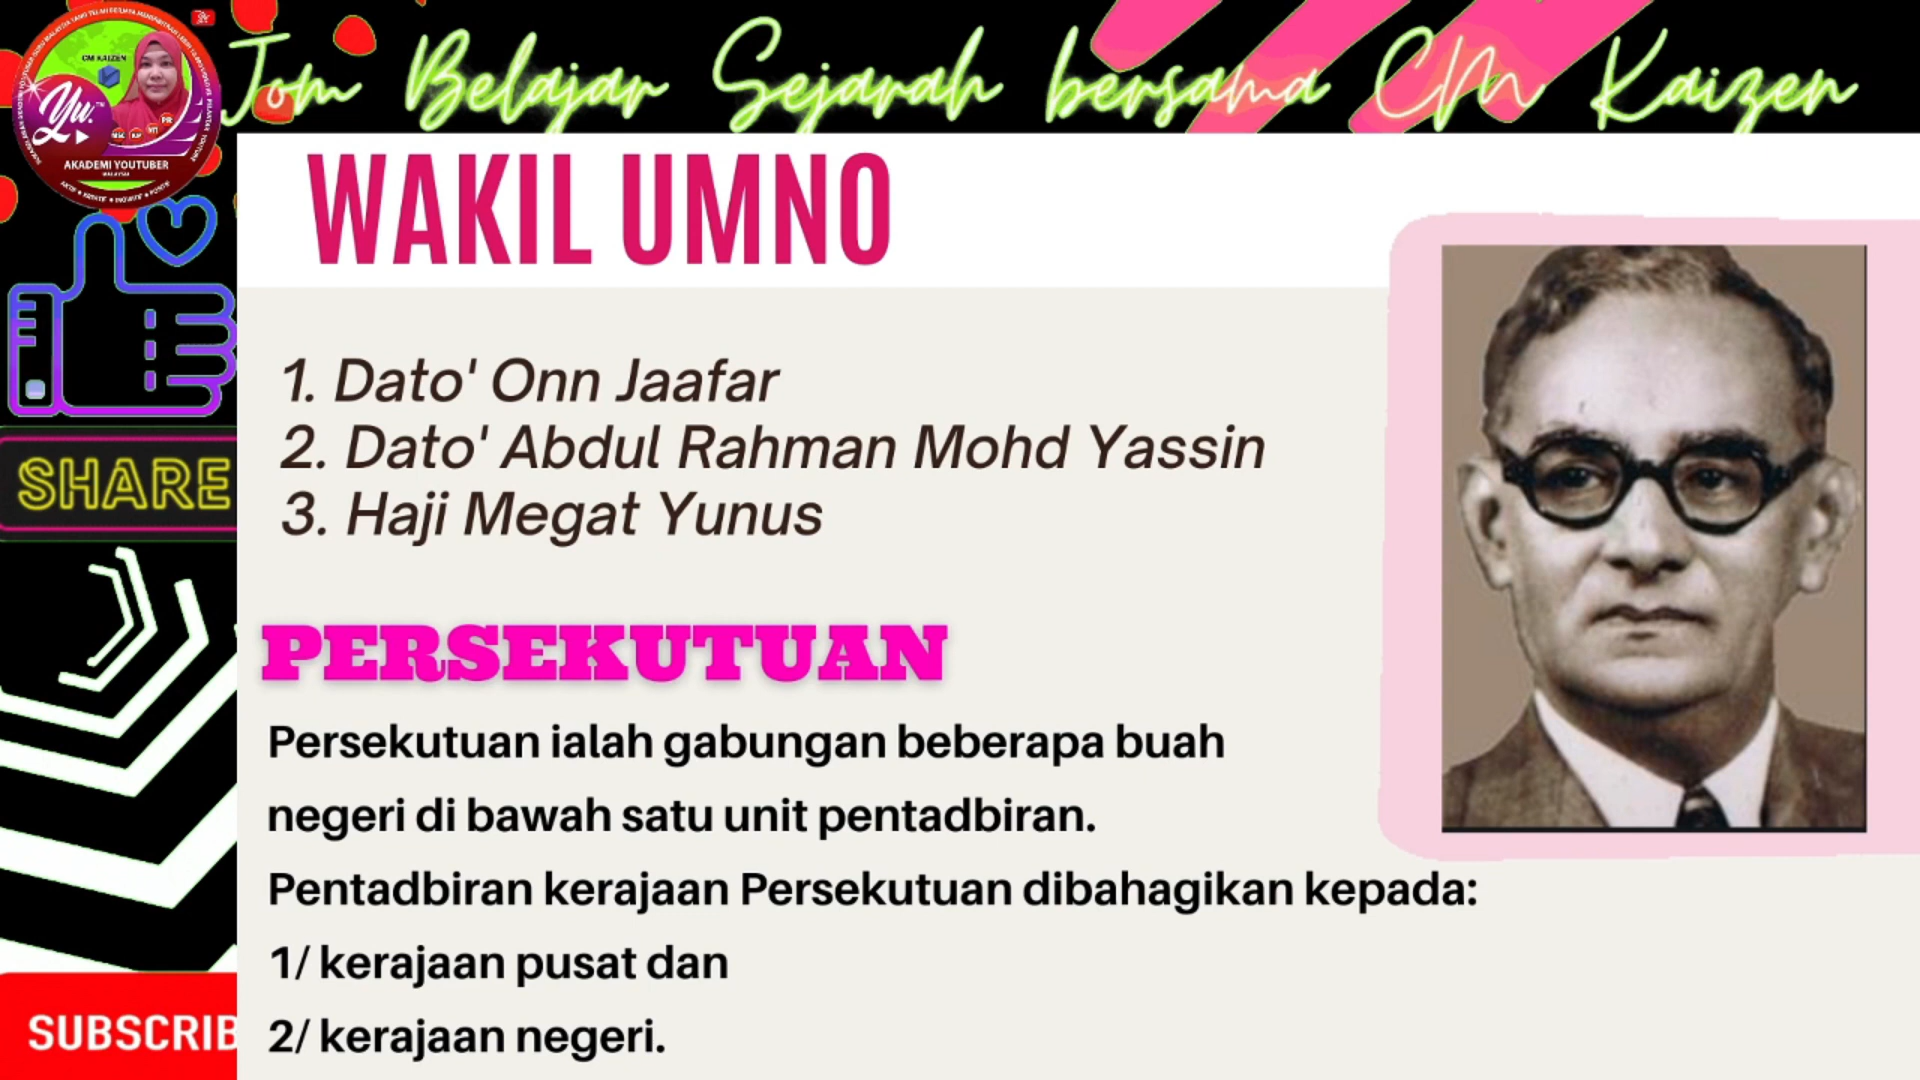 Jom Belajar Sejarah bersama CM Kaizen
CM KAIZEN
Yu.
AKADEMI YOUTUBER
MALAYSIA
WAKIL UMNO
1. Dato' Onn Jaafar
2. Dato' Abdul Rahman Mohd Yassin
3. Haji Megat Yunus
SHARE
PERSEKUTUAN
Persekutuan ialah gabungan beberapa buah
negeri di bawah satu unit pentadbiran.
Pentadbiran kerajaan Persekutuan dibahagikan kepada:
1/ kerajaan pusat dan
2/ kerajaan negeri.
SUBSCRIB